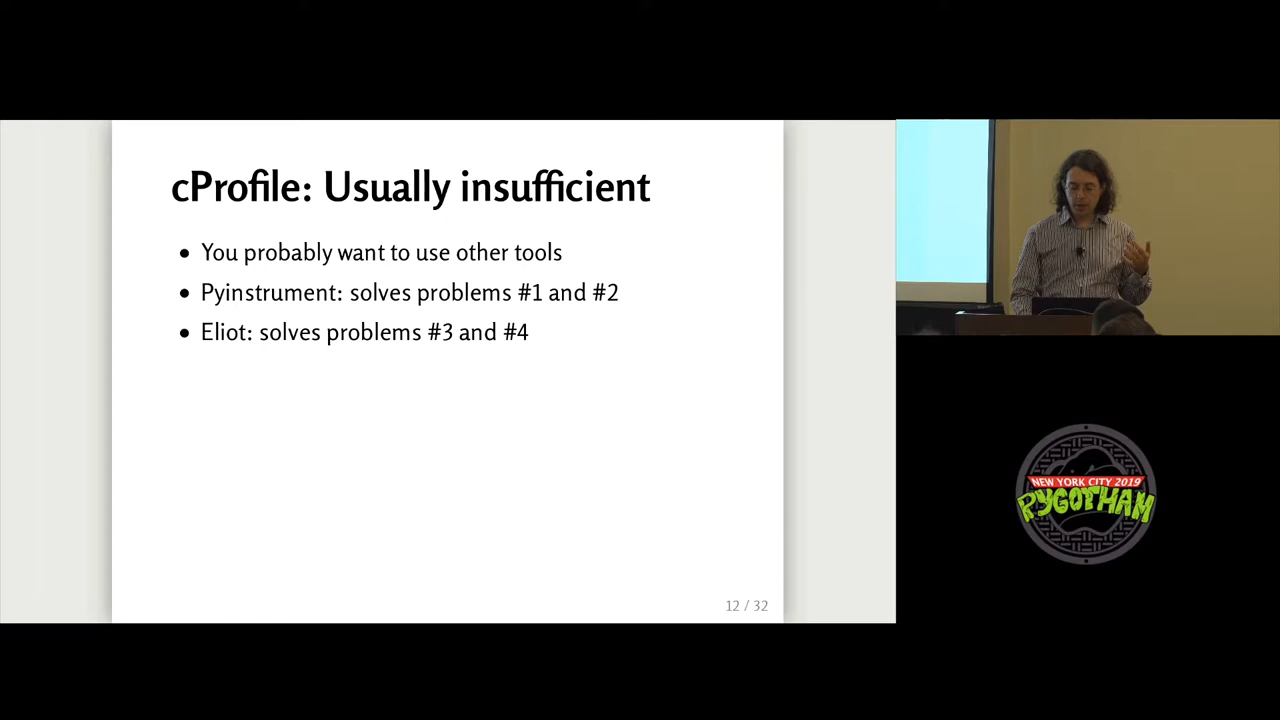 cProfile: Usually insufficient
• You probably want to use other tools
• Pyinstrument: solves problems #1 and #2
• Eliot: solves problems #3 and #4
12 / 32
NEW YORK CITY 2019
PYGOTHAM